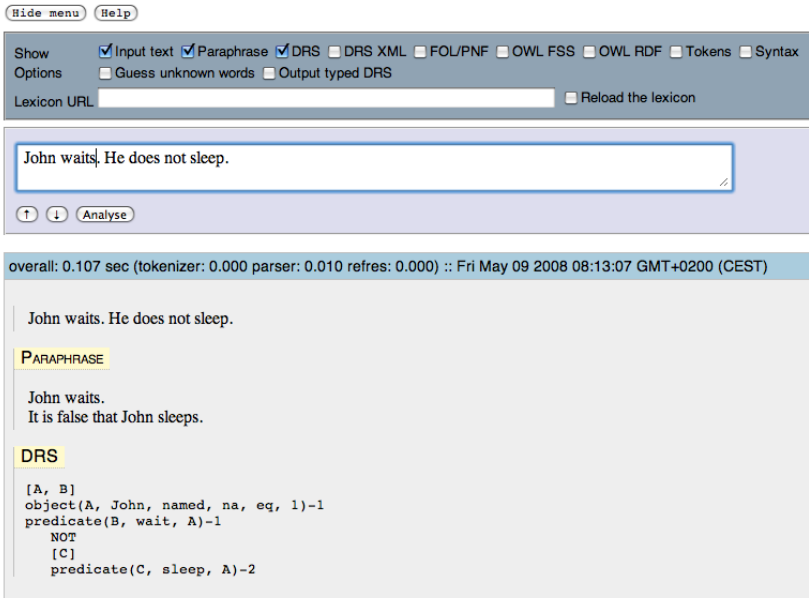 Hide menu Help
Show Input text Paraphrase DRS DRS XML FOL/PNF OWL FSS OWL RDF Tokens Syntax
Options Guess unknown words Output typed DRS
Lexicon URL Reload the lexicon
John waits. He does not sleep.
↑ ↓ Analyse
overall: 0.107 sec (tokenizer: 0.000 parser: 0.010 refres: 0.000) :: Fri May 09 2008 08:13:07 GMT+0200 (CEST)
John waits. He does not sleep.
PARAPHRASE
John waits.
It is false that John sleeps.
DRS
[A, B]
object(A, John, named, na, eq, 1)-1
predicate(B, wait, A)-1
NOT
[C]
predicate(C, sleep, A)-2